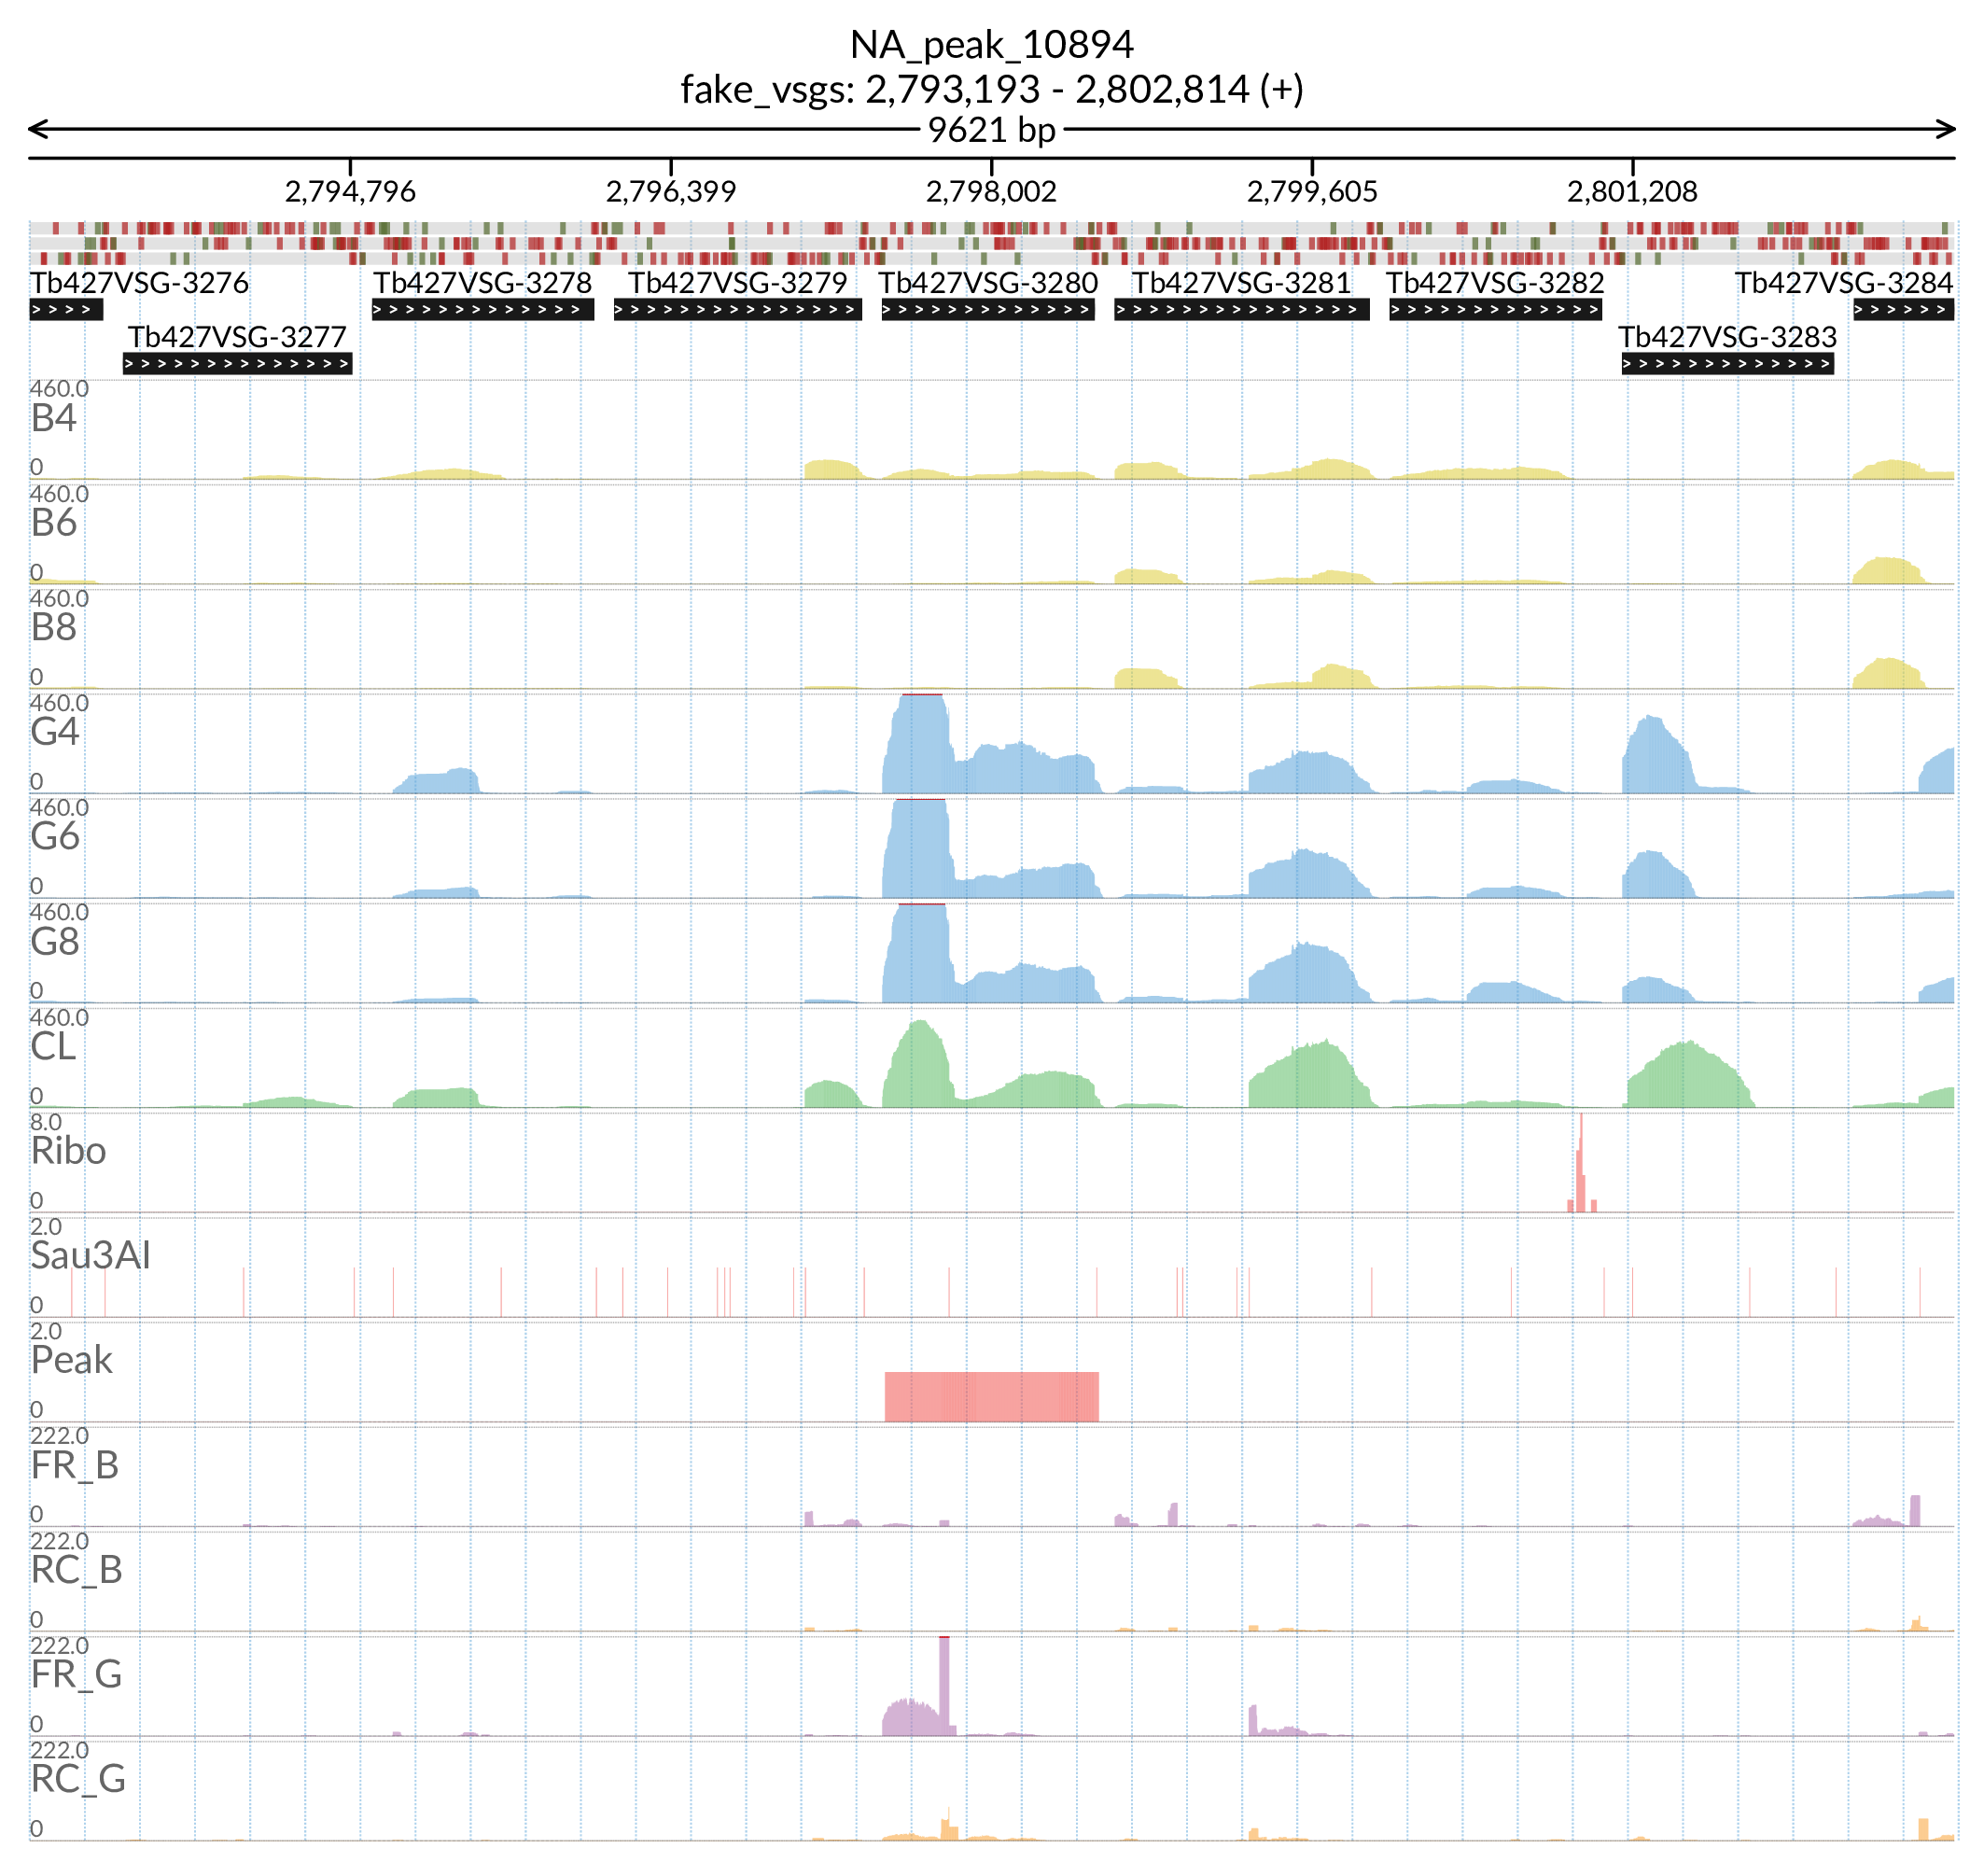 NA_peak_10894
fake_vsgs: 2,793,193 - 2,802,814 (+)
9621 bp
2,794,796 2,796,399 2,798,002 2,799,605 2,801,208
Tb427VSG-3276 Tb427VSG-3278 Tb427VSG-3279 Tb427VSG-3280 Tb427VSG-3281 Tb427VSG-3282 Tb427VSG-3284
Tb427VSG-3277 Tb427VSG-3283
460.0
B4
0
460.0
B6
0
460.0
B8
0
460.0
G4
0
460.0
G6
0
460.0
G8
0
460.0
CL
0
8.0
Ribo
0
2.0
Sau3AI
0
2.0
Peak
0
222.0
FR_B
0
222.0
RC_B
0
222.0
FR_G
0
222.0
RC_G
0